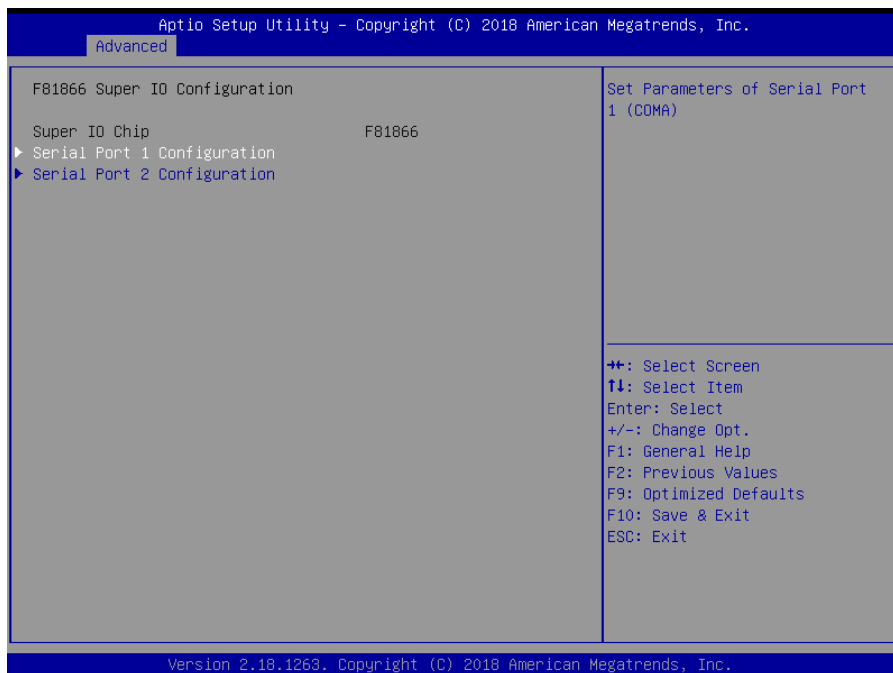 Aptio Setup Utility – Copyright (C) 2018 American Megatrends, Inc.
Advanced
F81866 Super IO Configuration
Super IO Chip F81866
► Serial Port 1 Configuration
► Serial Port 2 Configuration
Set Parameters of Serial Port
1 (COMA)
→←: Select Screen
↑↓: Select Item
Enter: Select
+/-: Change Opt.
F1: General Help
F2: Previous Values
F9: Optimized Defaults
F10: Save & Exit
ESC: Exit
Version 2.18.1263. Copyright (C) 2018 American Megatrends, Inc.